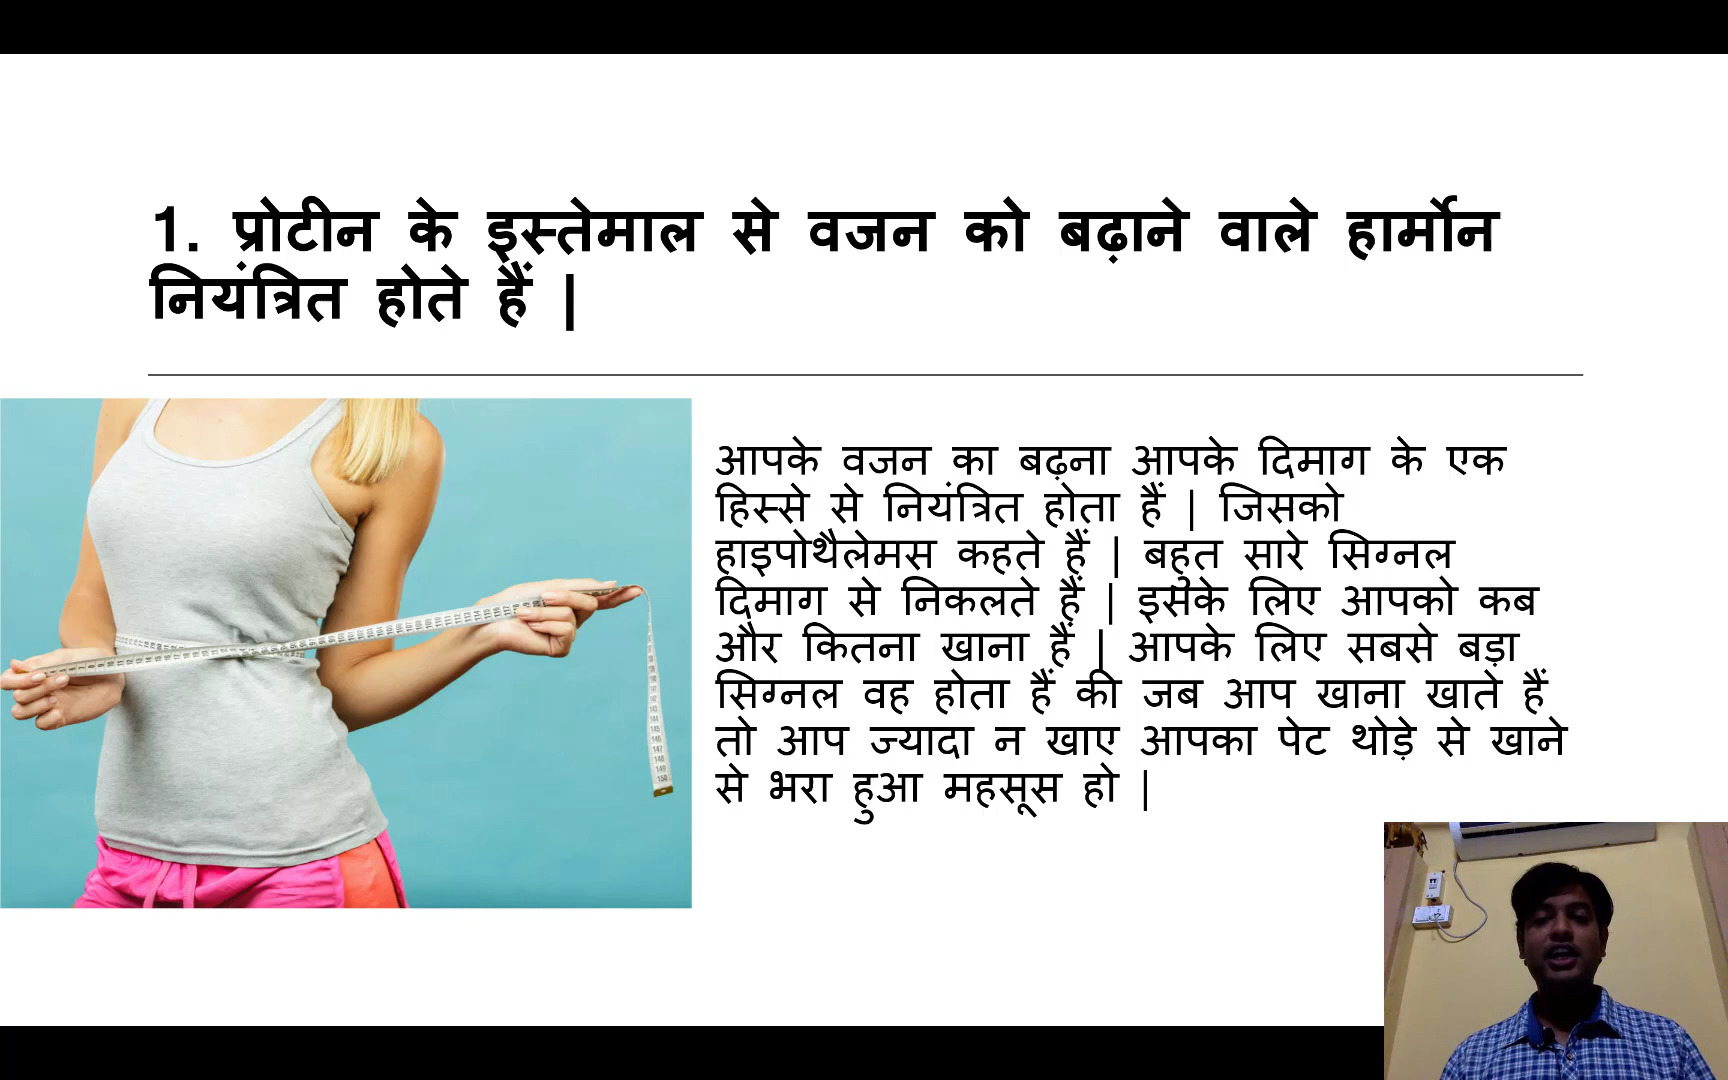 1. प्रोटीन के इस्तेमाल से वजन को बढ़ाने वाले हार्मोन
नियंत्रित होते हैं |
आपके वजन का बढ़ना आपके दिमाग के एक
हिस्से से नियंत्रित होता हैं | जिसको
हाइपोथैलेमस कहते हैं | बहुत सारे सिग्नल
दिमाग से निकलते हैं | इसके लिए आपको कब
और कितना खाना हैं | आपके लिए सबसे बड़ा
सिग्नल वह होता हैं की जब आप खाना खाते हैं
तो आप ज्यादा न खाए आपका पेट थोड़े से खाने
से भरा हुआ महसूस हो |